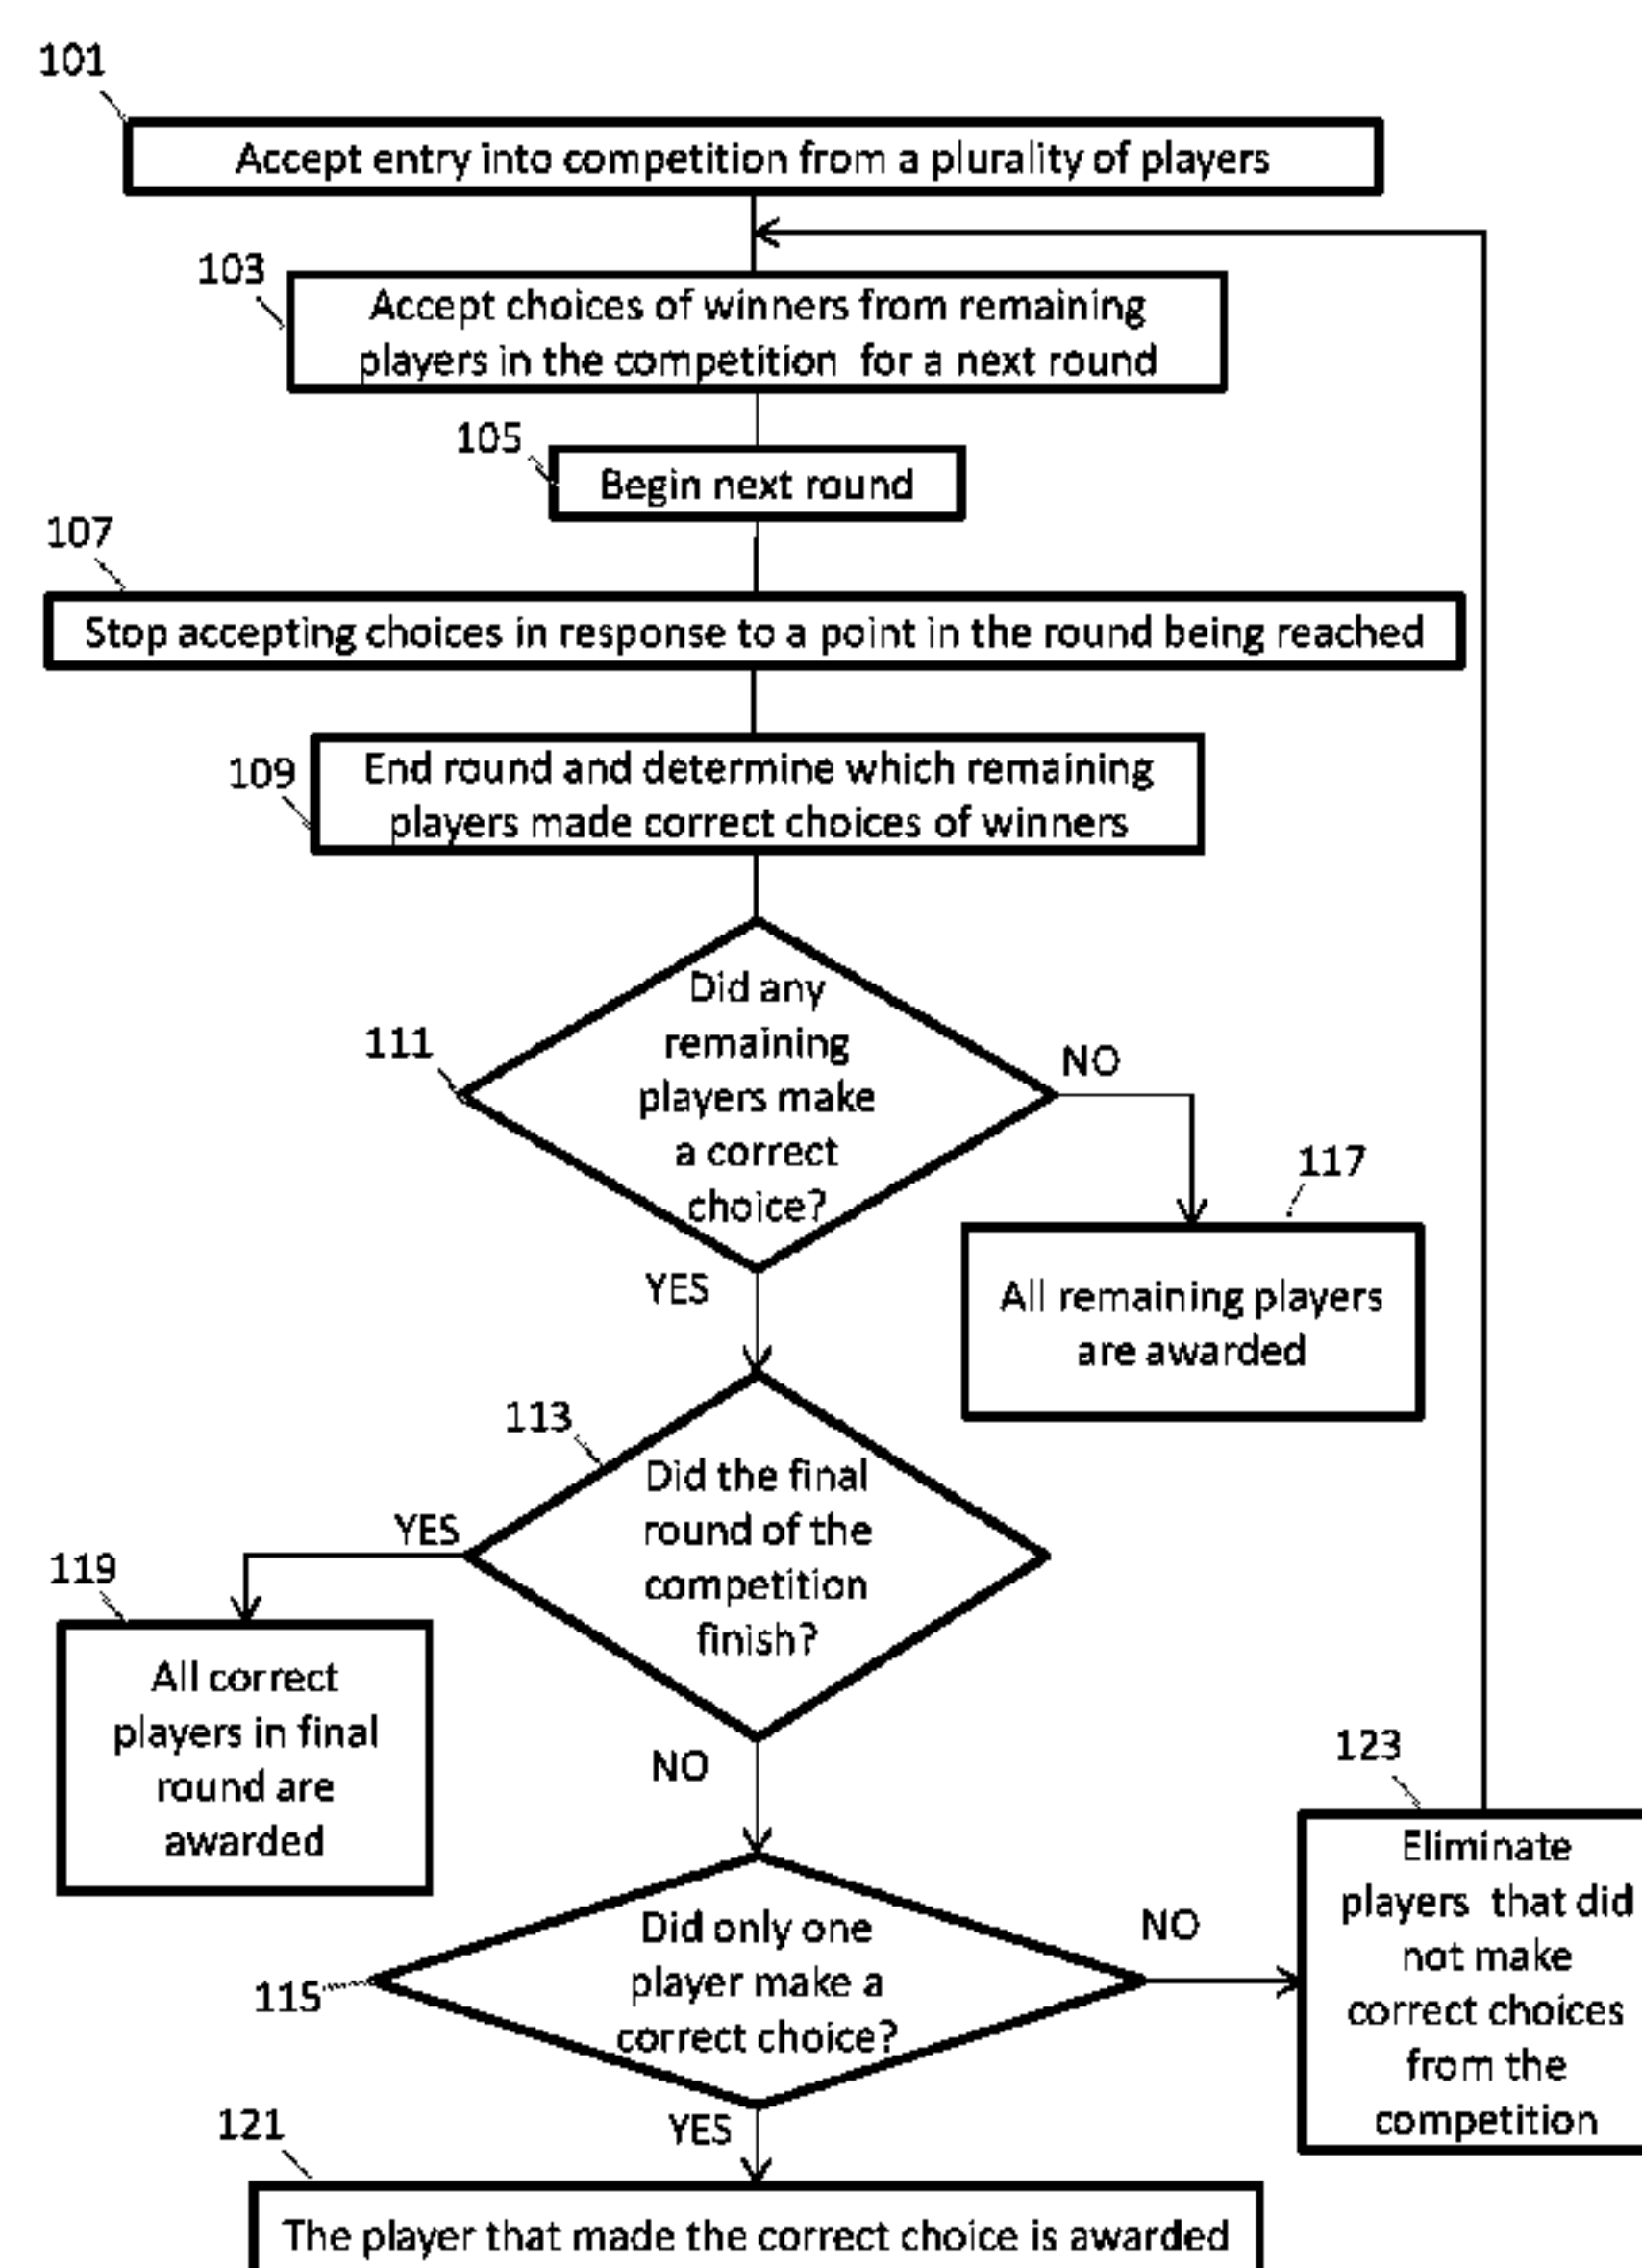 101
Accept entry into competition from a plurality of players
103
Accept choices of winners from remaining
players in the competition for a next round
105
Begin next round
107
Stop accepting choices in response to a point in the round being reached
109
End round and determine which remaining
players made correct choices of winners
111
Did any
remaining
players make
a correct
choice?
NO
117
All remaining players
are awarded
YES
113
Did the final
round of the
competition
finish?
YES
119
All correct
players in final
round are
awarded
NO
115
Did only one
player make a
correct choice?
NO
123
Eliminate
players that did
not make
correct choices
from the
competition
YES
121
The player that made the correct choice is awarded